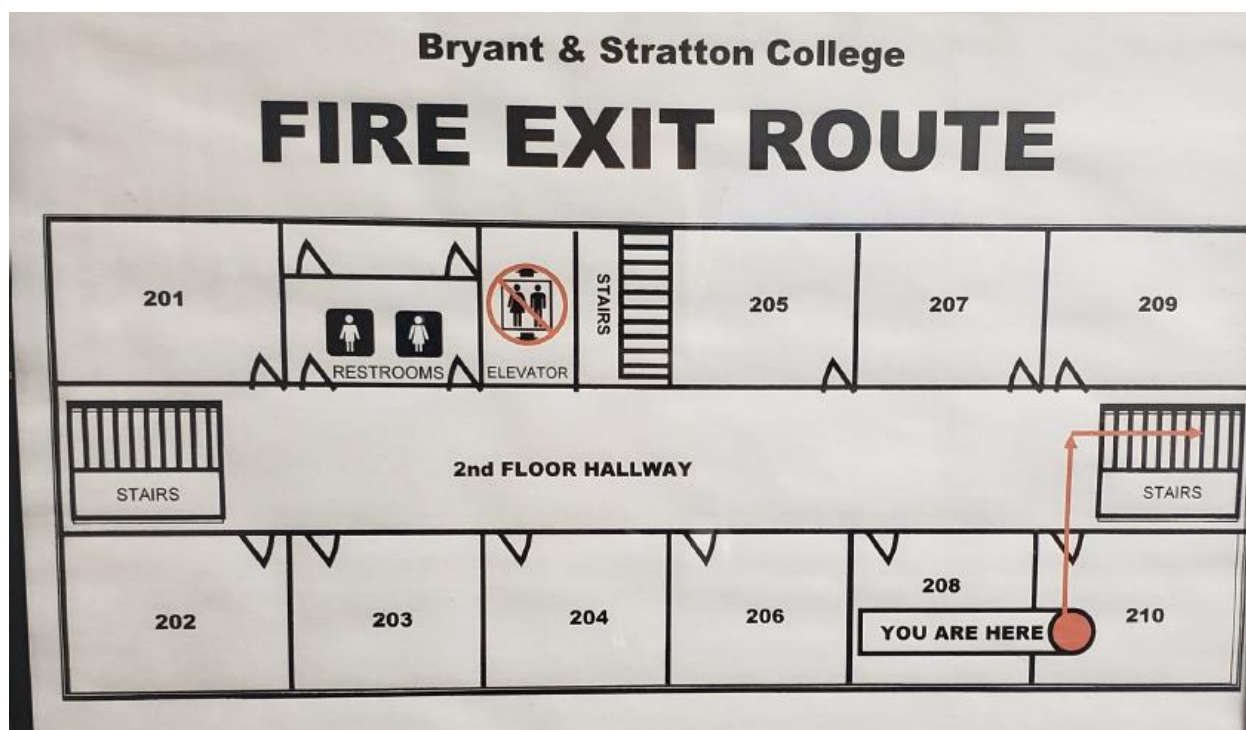 Bryant & Stratton College
FIRE EXIT ROUTE
201
RESTROOMS
ELEVATOR
STAIRS
205
207
209
STAIRS
2nd FLOOR HALLWAY
STAIRS
202
203
204
206
208
YOU ARE HERE
210